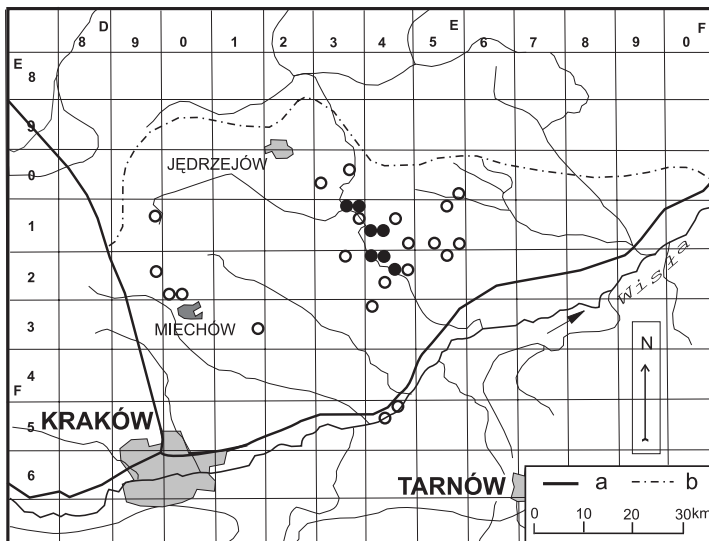 D E F
8 9 0 1 2 3 4 5 6 7 8 9 0
E
8
9
JĘDRZEJÓW
0
1
2
Wisła
MIECHÓW
3
N
4
F
KRAKÓW
5
6
TARNÓW
a b
0 10 20 30km